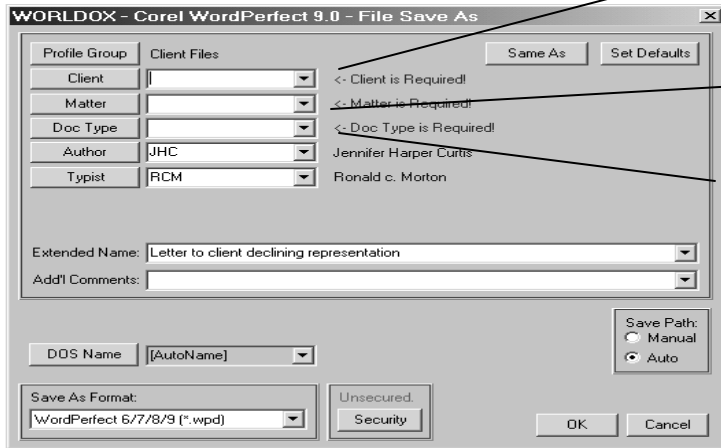 WORLDOX - Corel WordPerfect 9.0 - File Save As
Profile Group Client Files Same As Set Defaults
Client <- Client is Required!
Matter <- Matter is Required!
Doc Type <- Doc Type is Required!
Author JHC Jennifer Harper Curtis
Typist RCM Ronald c. Morton
Extended Name: Letter to client declining representation
Add'l Comments:
Save Path:
Manual
DOS Name [AutoName] Auto
Save As Format: Unsecured.
WordPerfect 6/7/8/9 (*.wpd) Security OK Cancel